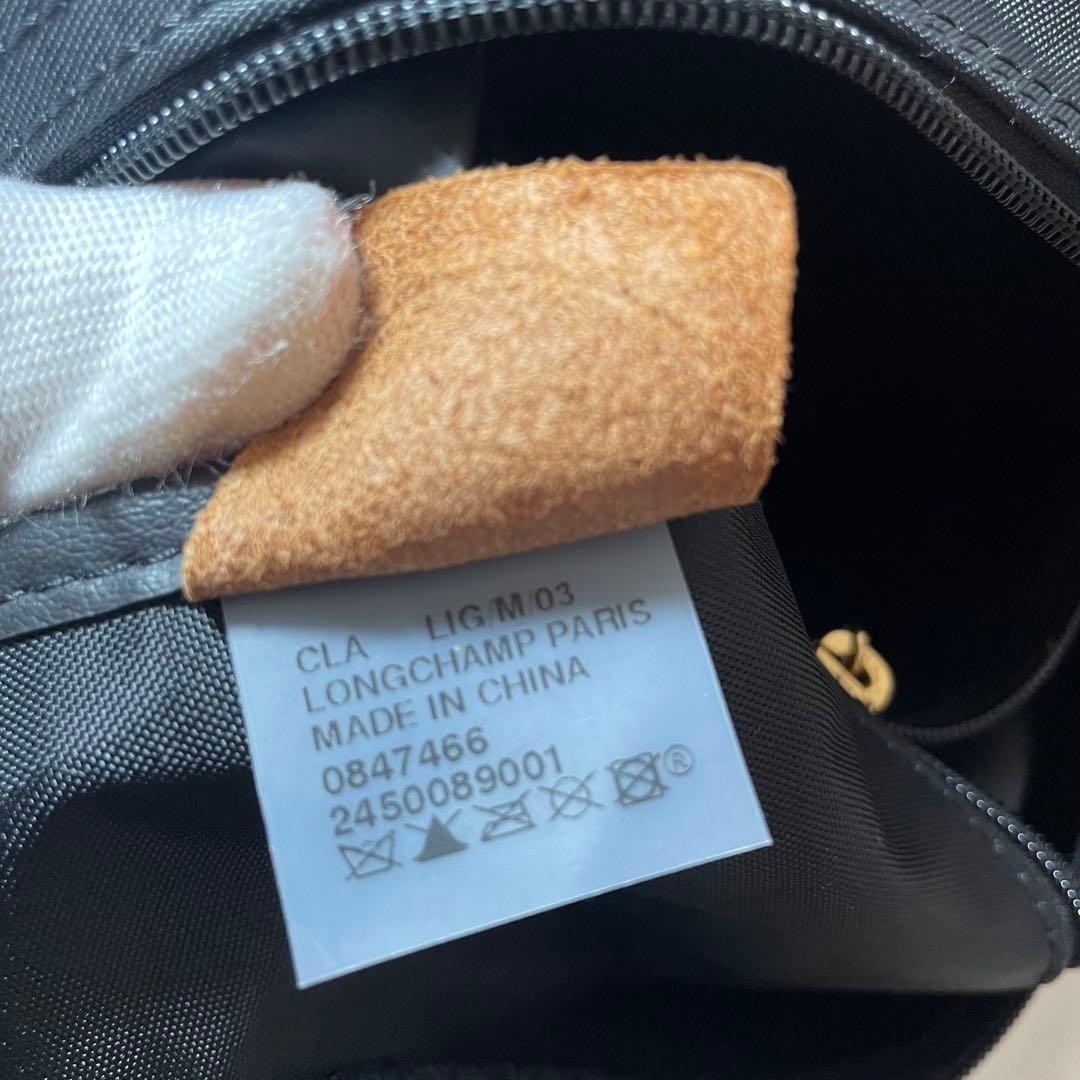 CLA LIG/M/03
LONGCHAMP PARIS
MADE IN CHINA
0847466
2450089001
®